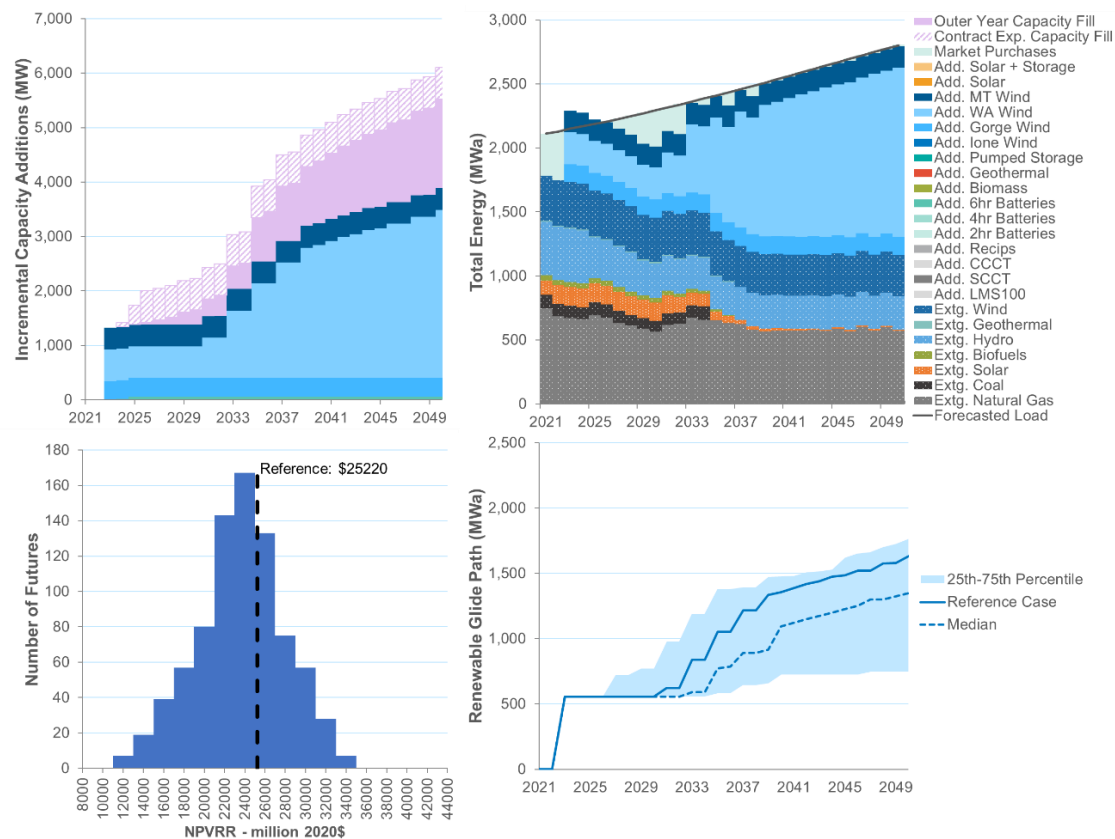 Incremental Capacity Additions (MW)
7,000
6,000
5,000
4,000
3,000
2,000
1,000
0
2021 2025 2029 2033 2037 2041 2045 2049
Total Energy (MWa)
3,000
2,500
2,000
1,500
1,000
500
0
2021 2025 2029 2033 2037 2041 2045 2049
Outer Year Capacity Fill
Contract Exp. Capacity Fill
Market Purchases
Add. Solar + Storage
Add. Solar
Add. MT Wind
Add. WA Wind
Add. Gorge Wind
Add. Ione Wind
Add. Pumped Storage
Add. Geothermal
Add. Biomass
Add. 6hr Batteries
Add. 4hr Batteries
Add. 2hr Batteries
Add. Recips
Add. CCCT
Add. SCCT
Add. LMS100
Extg. Wind
Extg. Geothermal
Extg. Hydro
Extg. Biofuels
Extg. Solar
Extg. Coal
Extg. Natural Gas
Forecasted Load
Number of Futures
180
160
140
120
100
80
60
40
20
0
Reference: $25220
8000 10000 12000 14000 16000 18000 20000 22000 24000 26000 28000 30000 32000 34000 36000 38000 40000 42000 44000
NPVRR - million 2020$
Renewable Glide Path (MWa)
2,500
2,000
1,500
1,000
500
0
2021 2025 2029 2033 2037 2041 2045 2049
25th-75th Percentile
Reference Case
Median